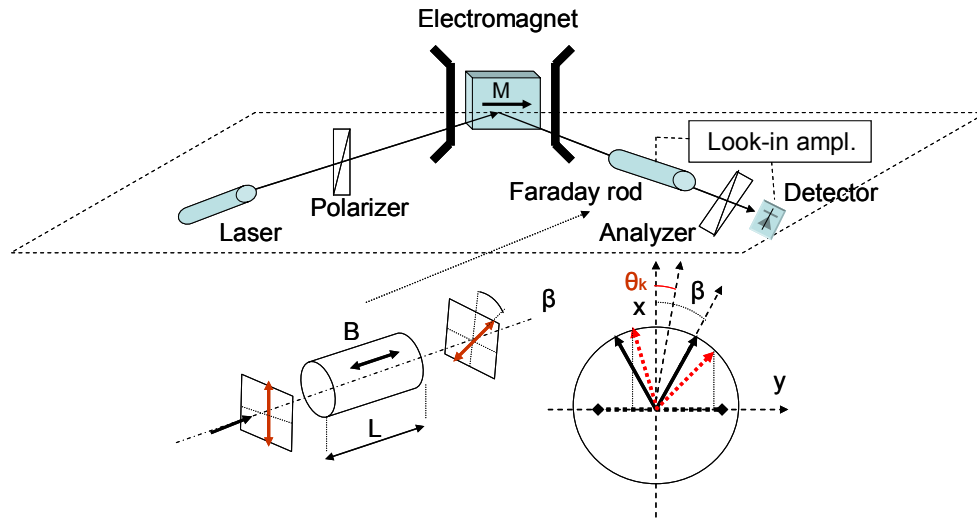 Electromagnet
M
Look-in ampl.
Polarizer
Faraday rod
Detector
Laser
Analyzer
θk
β
β
x
B
y
L